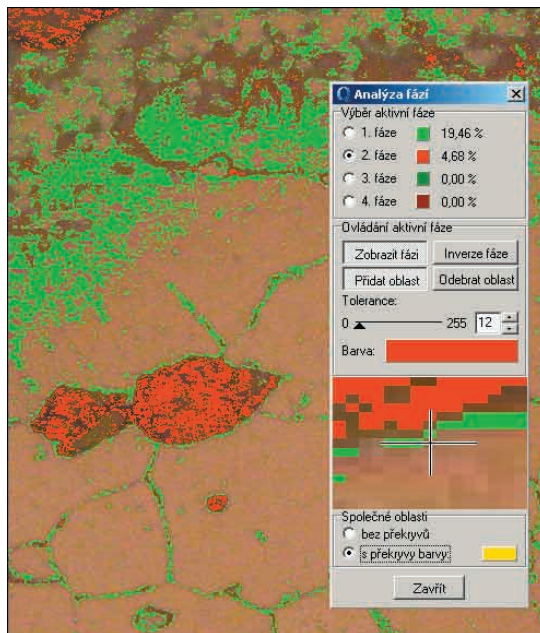 Analýza fází
Výběr aktivní fáze
1. fáze 19,46 %
2. fáze 4,68 %
3. fáze 0,00 %
4. fáze 0,00 %
Ovládání aktivní fáze
Zobrazit fázi Inverze fáze
Přidat oblast Odebrat oblast
Tolerance:
0 255 12
Barva:
Společné oblasti
bez překryvů
s překryvy barvy:
Zavřít